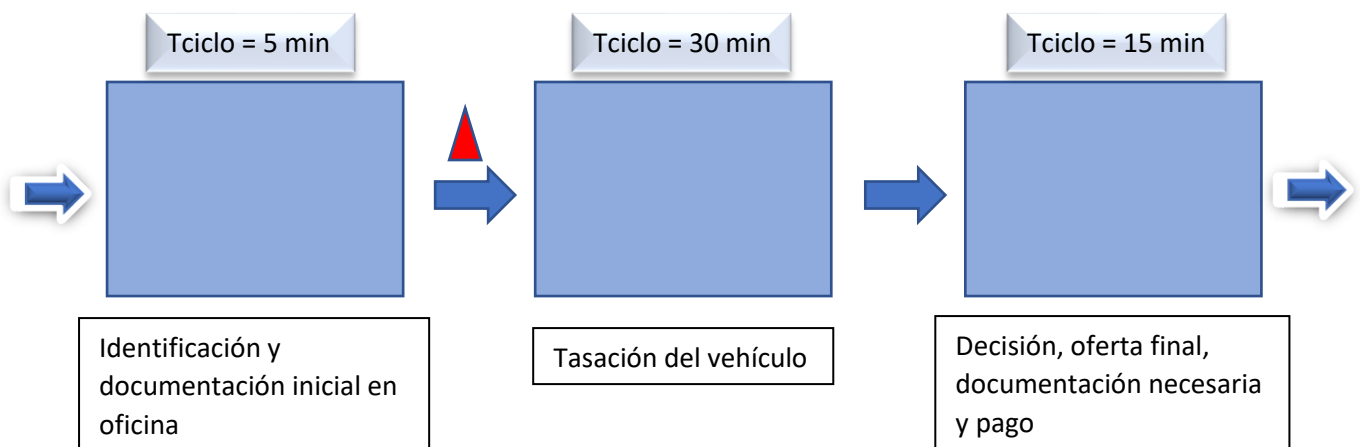 Tciclo = 5 min
Tciclo = 30 min
Tciclo = 15 min
Identificación y
documentación inicial en
oficina
Tasación del vehículo
Decisión, oferta final,
documentación necesaria
y pago